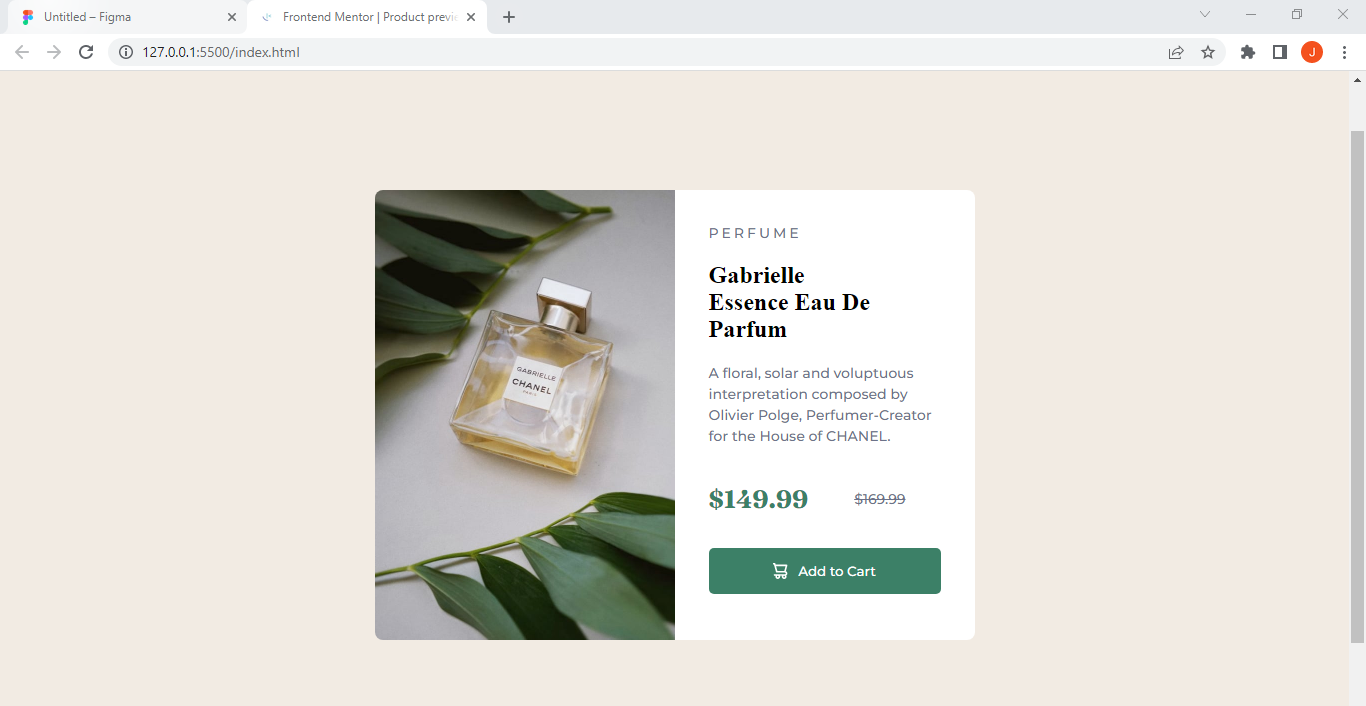 Untitled – Figma
Frontend Mentor | Product previe
127.0.0.1:5500/index.html
J
PERFUME
Gabrielle
Essence Eau De
Parfum
A floral, solar and voluptuous
interpretation composed by
Olivier Polge, Perfumer-Creator
for the House of CHANEL.
$149.99 $169.99
Add to Cart
GABRIELLE
CHANEL
PARIS